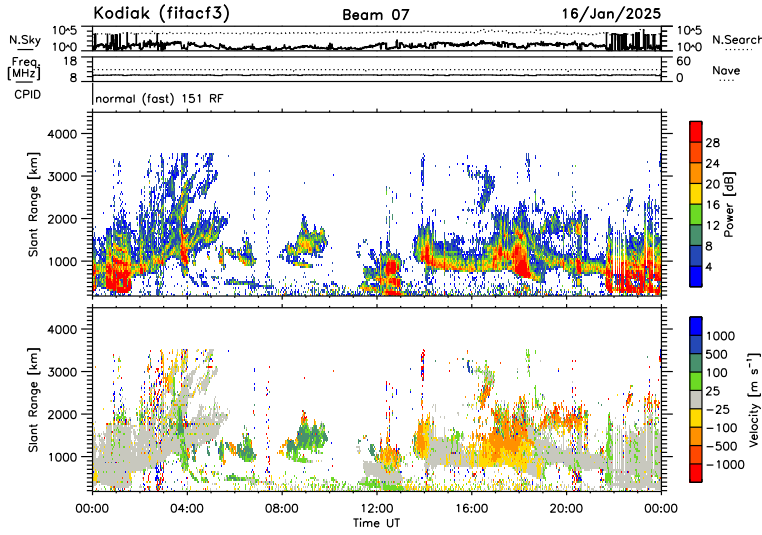 Kodiak (fitacf3) Beam 07 16/Jan/2025
N.Sky 10^5 10^0 10^5 10^0 N.Search
Freq. [MHz] 18 8 60 0 Nave
CPID normal (fast) 151 RF
Slant Range [km]
4000
3000
2000
1000
Power [dB]
28
24
20
16
12
8
4
Slant Range [km]
4000
3000
2000
1000
Velocity [m s⁻¹]
1000
500
100
25
−25
−100
−500
−1000
00:00 04:00 08:00 12:00 16:00 20:00 00:00
Time UT